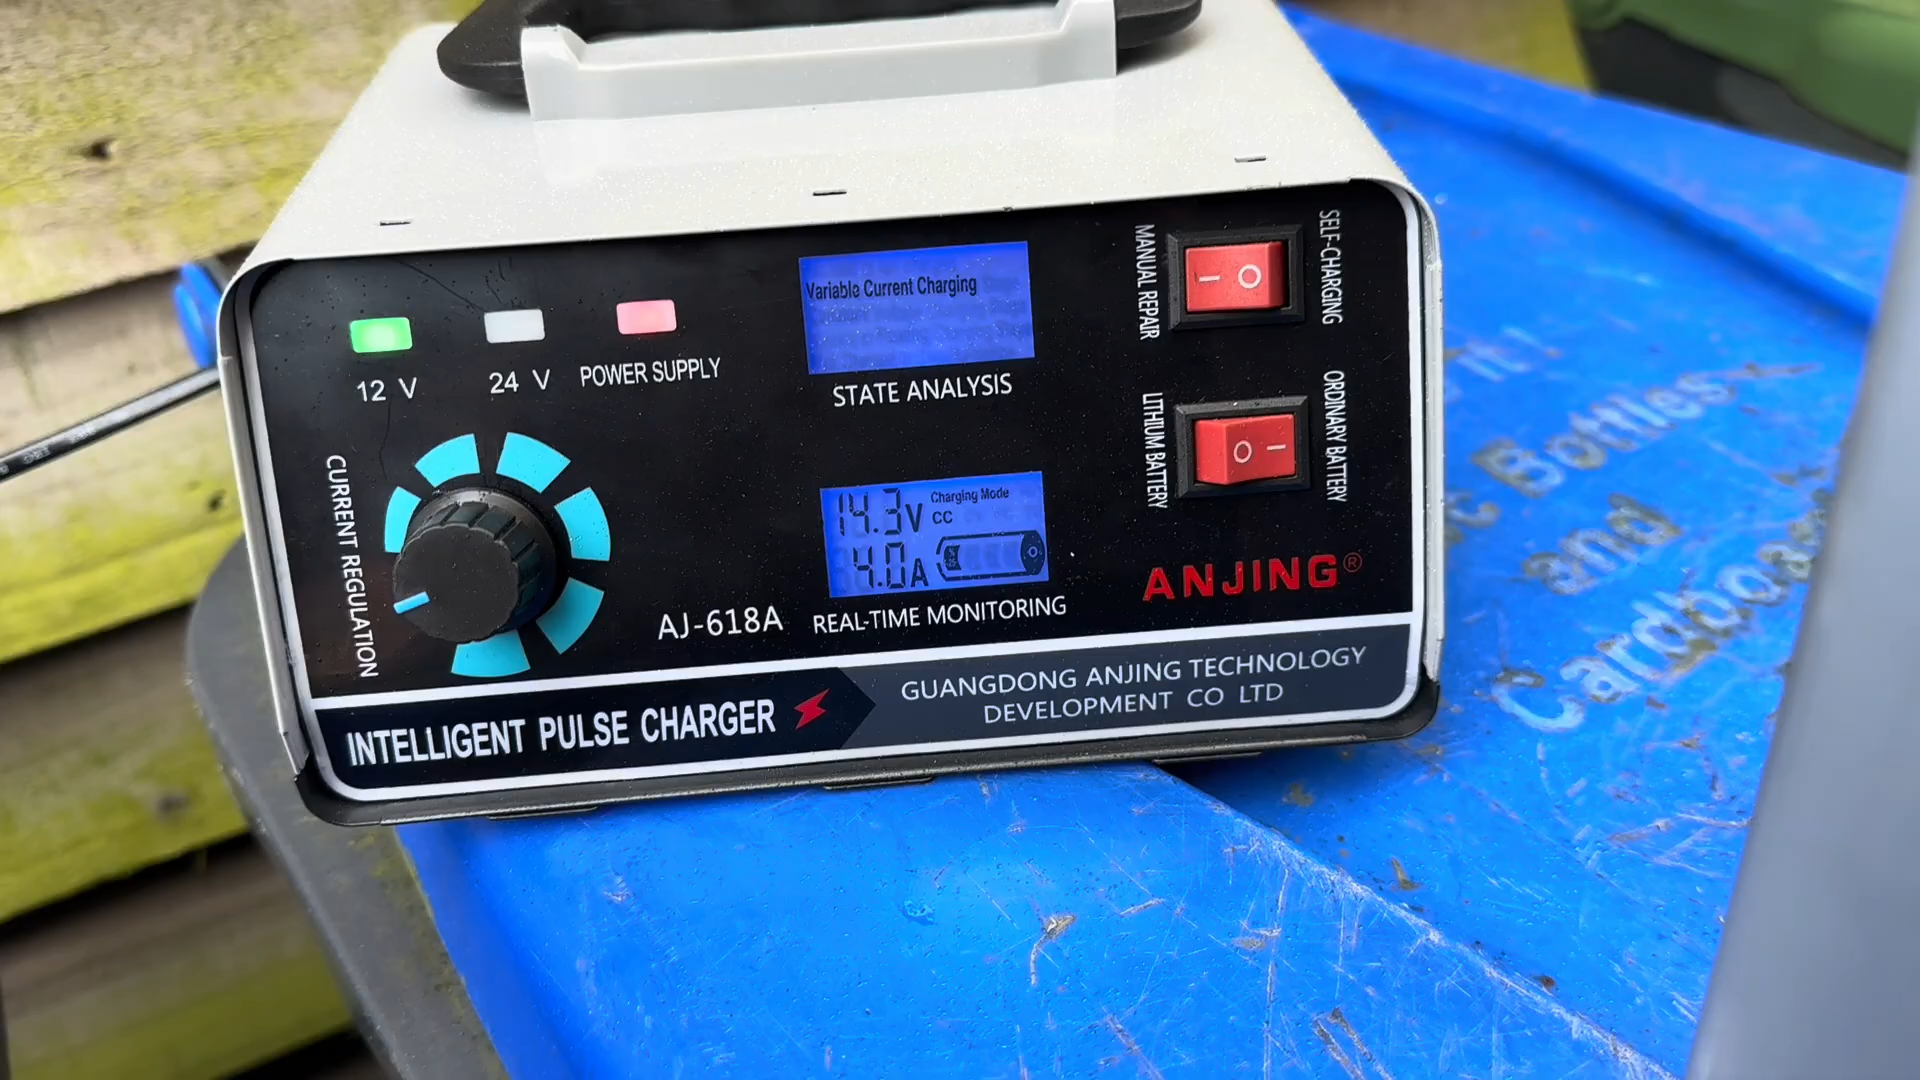 12 V
24 V
POWER SUPPLY
Variable Current Charging
STATE ANALYSIS
MANUAL REPAIR
SELF-CHARGING
LITHIUM BATTERY
ORDINARY BATTERY
CURRENT REGULATION
14.3V
Charging Mode
CC
4.0A
AJ-618A
REAL-TIME MONITORING
ANJING®
INTELLIGENT PULSE CHARGER
GUANGDONG ANJING TECHNOLOGY
DEVELOPMENT CO LTD
it!
Bottles
and